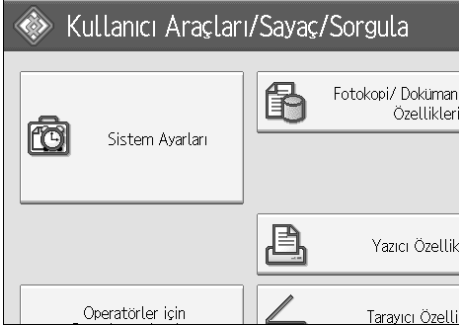 Kullanıcı Araçları/Sayaç/Sorgula
Fotokopi/ Doküman
Özellikleri
Sistem Ayarları
Yazıcı Özellik
Operatörler için
Tarayıcı Özelli